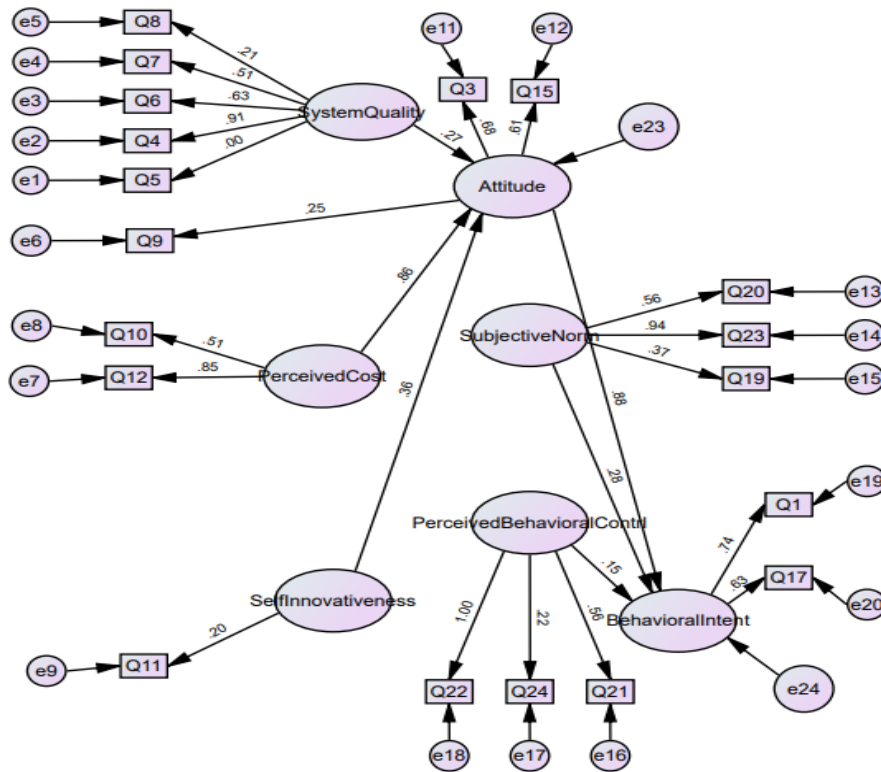 e5
Q8
e11
e12
.21
e4
Q7
.51
Q3
Q15
e3
Q6
.63
SystemQuality
e2
Q4
.91
.27
.68
.61
e23
.00
e1
Q5
Attitude
e6
Q9
.25
.86
.56
Q20
e13
e8
Q10
.51
SubjectiveNorm
.94
Q23
e14
e7
Q12
.85
PerceivedCost
.36
.37
Q19
e15
.88
.28
e19
Q1
PerceivedBehavioralContrl
.74
.15
SelfInnovativeness
.63
Q17
e20
1.00
.22
.56
BehavioralIntent
.20
e9
Q11
Q22
Q24
Q21
e24
e18
e17
e16